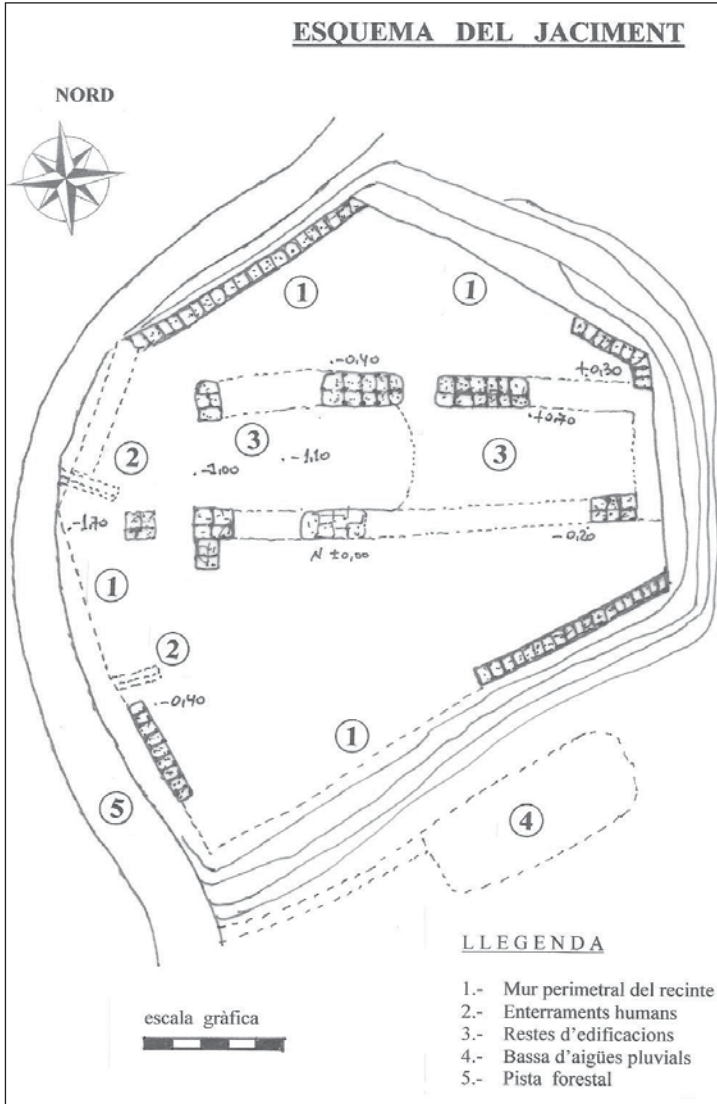 ESQUEMA DEL JACIMENT
NORD
1
1
-0,40
+0,30
3
+0,70
2
-1,00
-1,10
3
-1,70
N ±0,00
-0,20
1
2
-0,40
1
5
4
LLEGENDA
1.- Mur perimetral del recinte
2.- Enterraments humans
3.- Restes d'edificacions
4.- Bassa d'aigües pluvials
5.- Pista forestal
escala gràfica